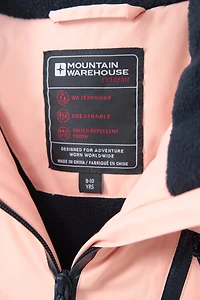 MOUNTAIN
WAREHOUSE
EXTREME
WATERPROOF
BREATHABLE
WATER REPELLENT
FINISH
DESIGNED FOR ADVENTURE
WORN WORLDWIDE
MADE IN CHINA / FABRIQUÉ EN CHINE
9-10
YRS